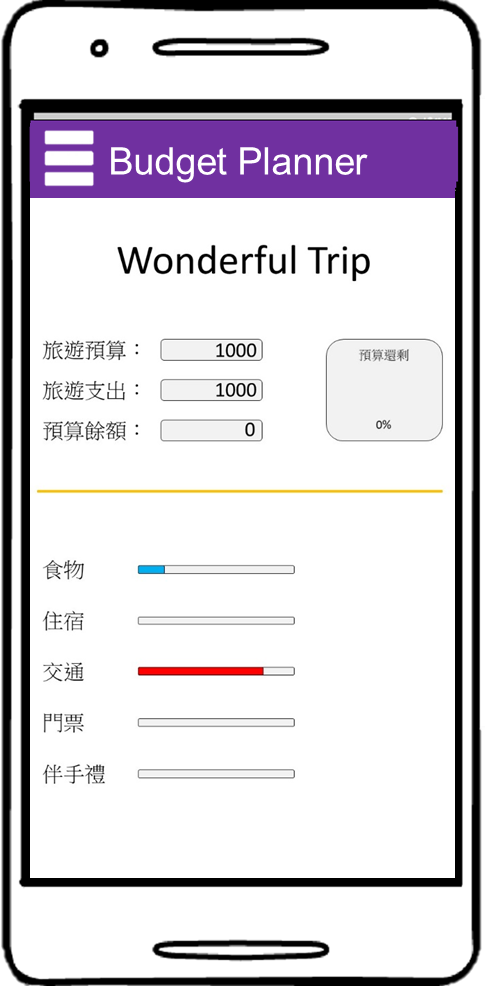 Budget Planner
Wonderful Trip
旅遊預算： 1000
旅遊支出： 1000
預算餘額： 0
預算還剩
0%
食物
住宿
交通
門票
伴手禮